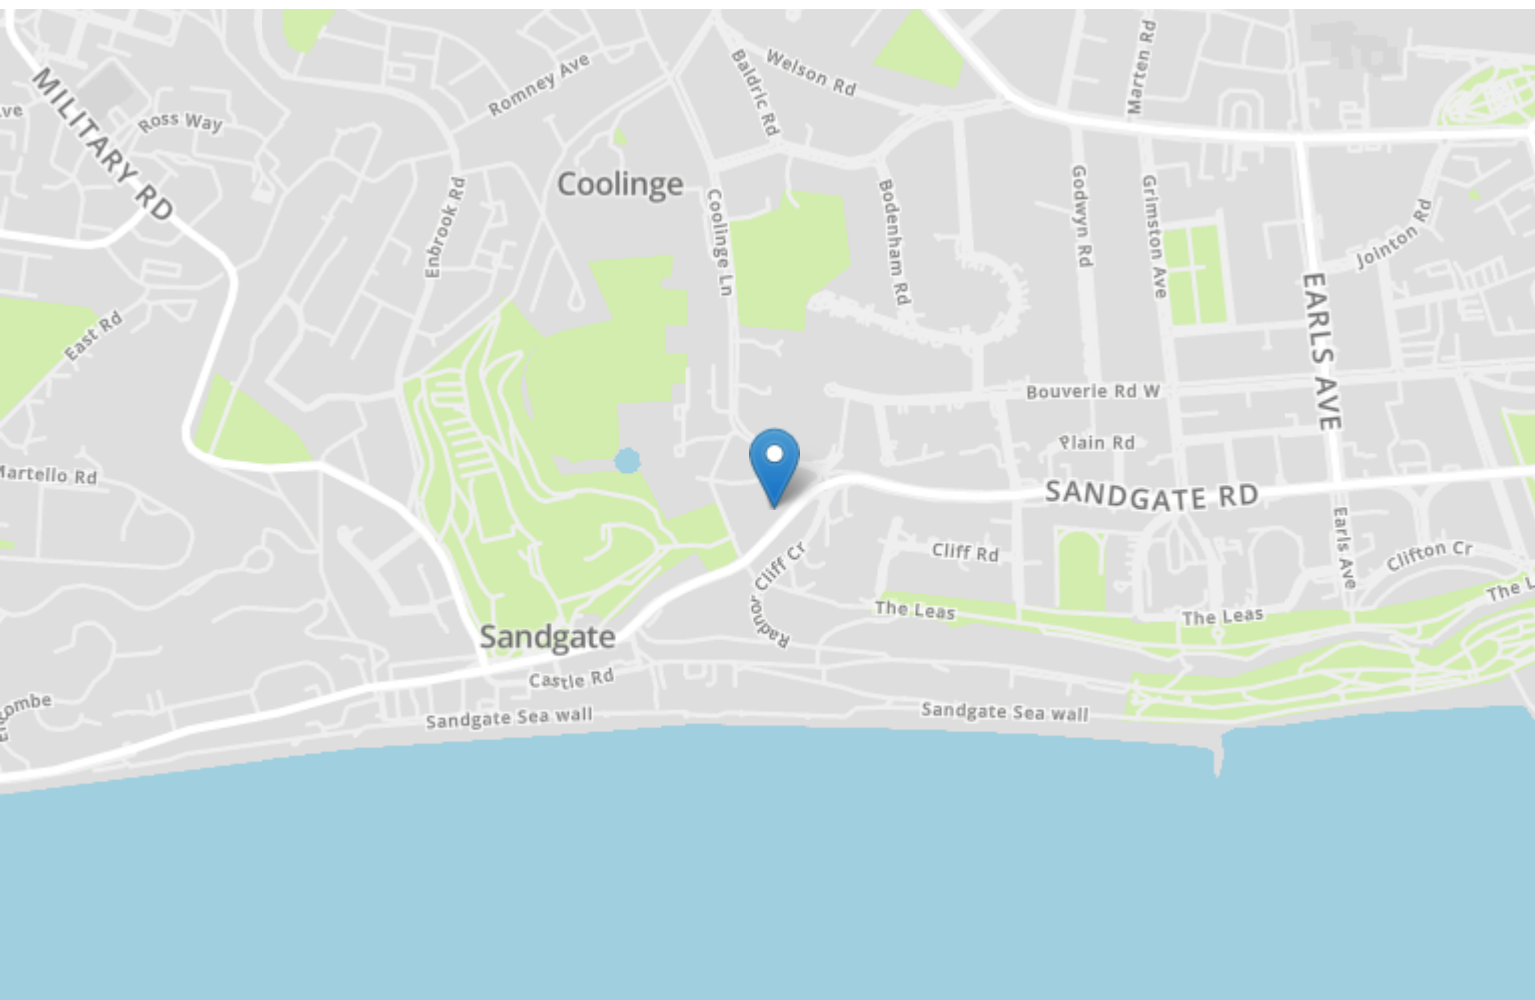 MILITARY RD
Ross Way
Romney Ave
Welson Rd
Baldric Rd
Marten Rd
Coolinge
Enbrook Rd
Coolinge Ln
Bodenham Rd
Godwyn Rd
Grimston Ave
Jointon Rd
EARLS AVE
East Rd
Bouverie Rd W
Plain Rd
Martello Rd
SANDGATE RD
Earls Ave
Cliff Rd
Clifton Cr
Radnor Cliff Cr
The Leas
The Leas
The L
Sandgate
Castle Rd
Sandgate Sea wall
Sandgate Sea wall